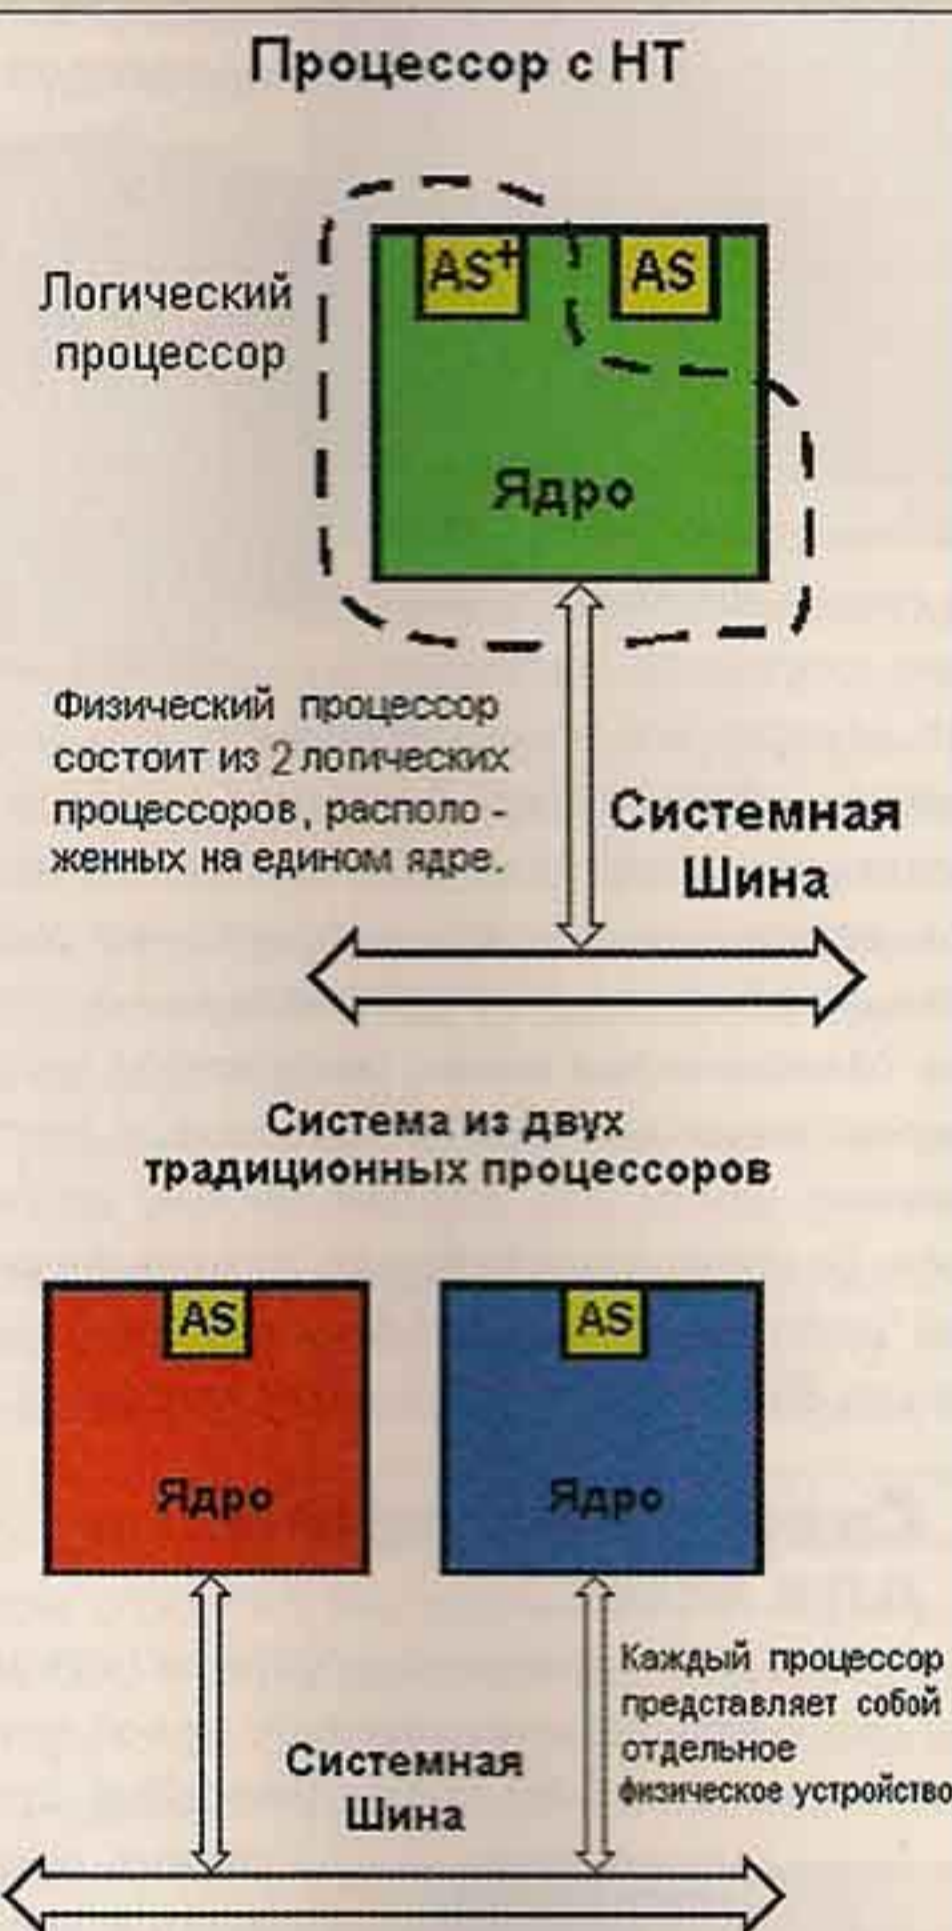 Процессор с НТ
AS+
AS
Логический
процессор
Ядро
Физический процессор
состоит из 2 логических
процессоров, располо -
женных на едином ядре.
Системная
Шина
Система из двух
традиционных процессоров
AS
AS
Ядро
Ядро
Каждый процессор
представляет собой
отдельное
физическое устройство
Системная
Шина